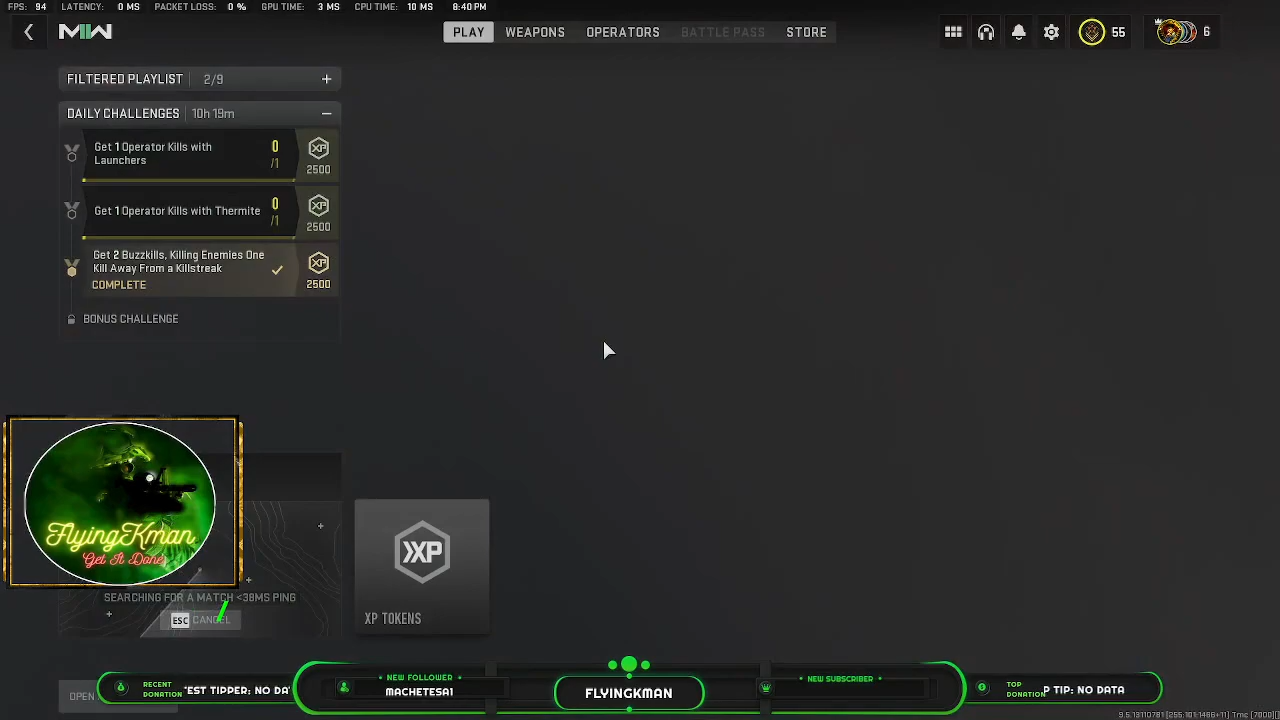 FPS: 94 LATENCY: 0 MS PACKET LOSS: 0 % GPU TIME: 3 MS CPU TIME: 10 MS 8:40PM
MW PLAY WEAPONS OPERATORS BATTLE PASS STORE 55 6
FILTERED PLAYLIST 2/9 +
DAILY CHALLENGES 10h 19m
Get 1 Operator Kills with
Launchers
0
/1
XP
2500
Get 1 Operator Kills with Thermite
0
/1
XP
2500
Get 2 Buzzkills, Killing Enemies One
Kill Away From a Killstreak
COMPLETE
XP
2500
BONUS CHALLENGE
FlyingKman
Get It Done
SEARCHING FOR A MATCH <38MS PING
ESC CANCEL
XP
XP TOKENS
OPEN
RECENT
DONATION
EST TIPPER: NO DA
NEW FOLLOWER
MACHETESA1
FLYINGKMAN
NEW SUBSCRIBER
TOP
DONATION
P TIP: NO DATA